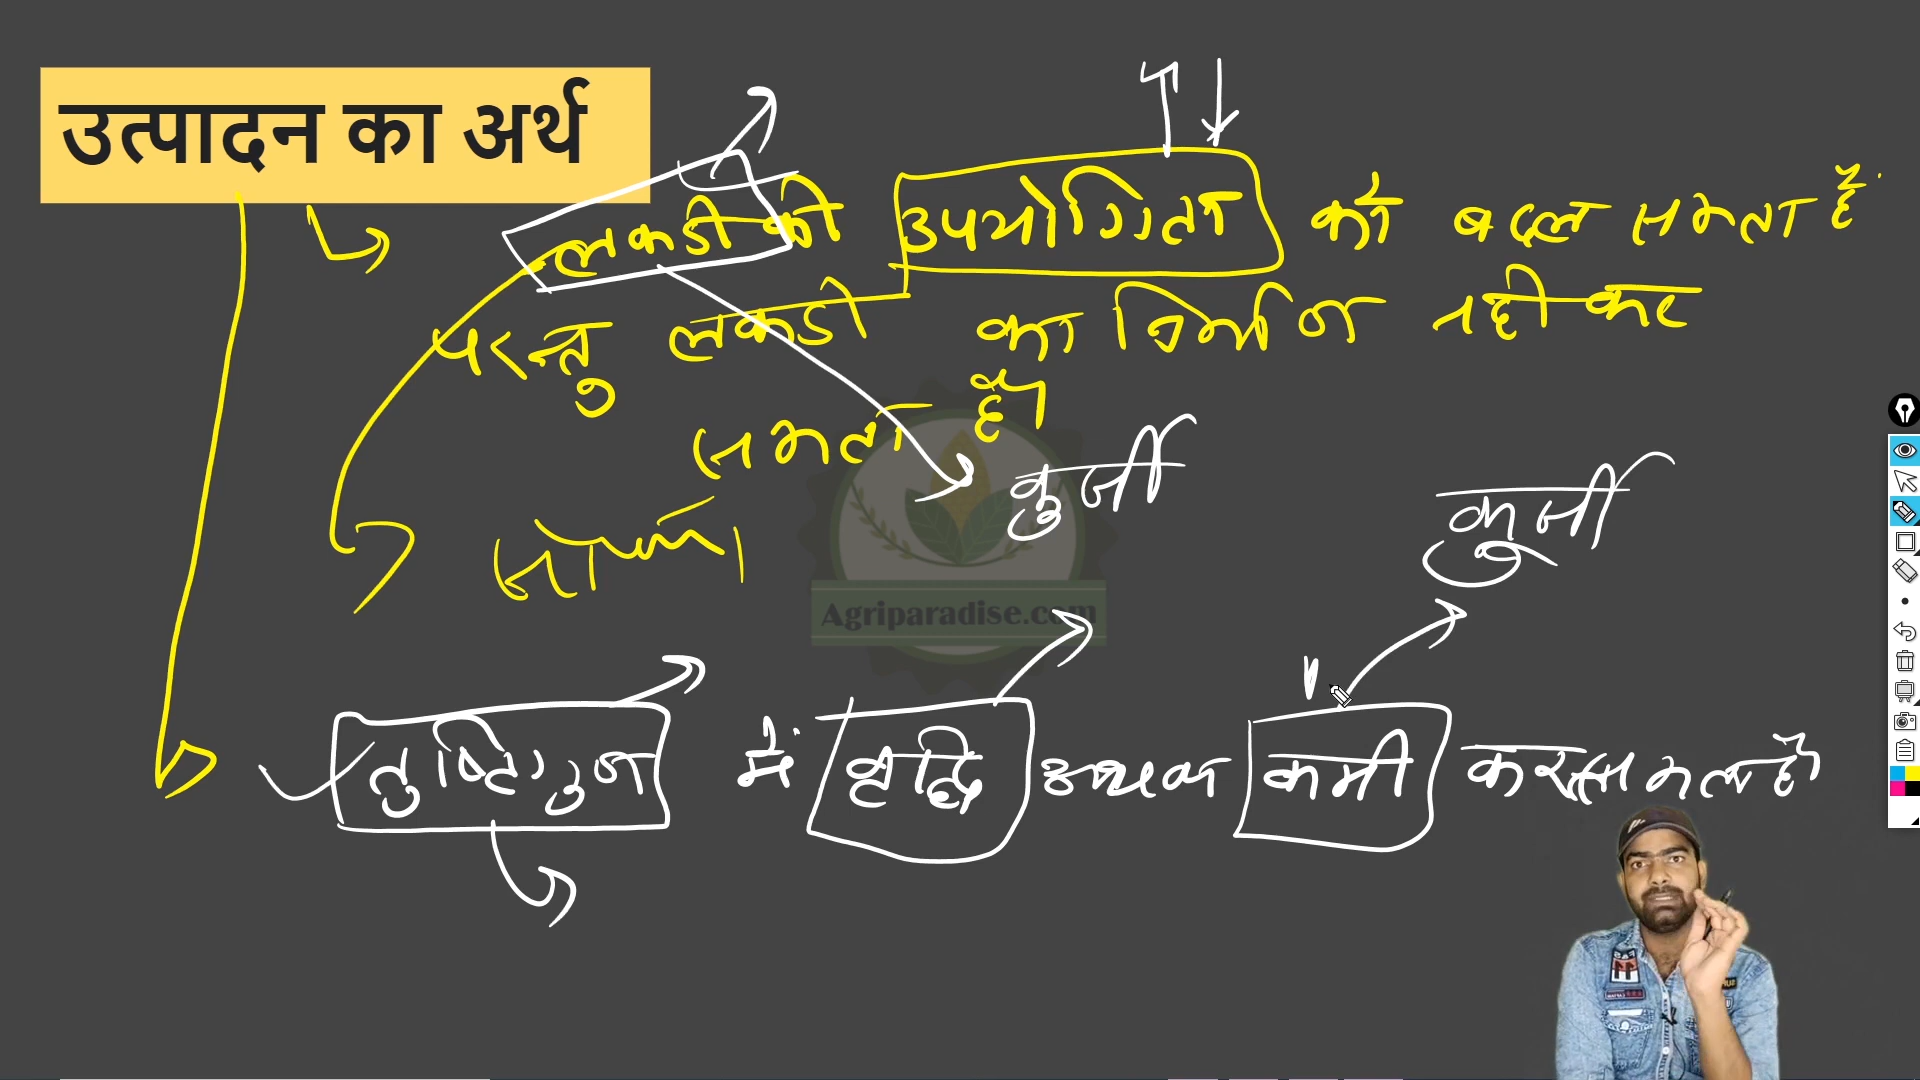 उत्पादन का अर्थ
लकडी की उपयोगिता को बदल सकता है
परन्तु लकडी का निर्माण नही कर
सकता है।
कुर्सी
कुर्सी
Agriparadise.com
तुष्टिगुण में वृद्धि अथवा कमी कर सकता है